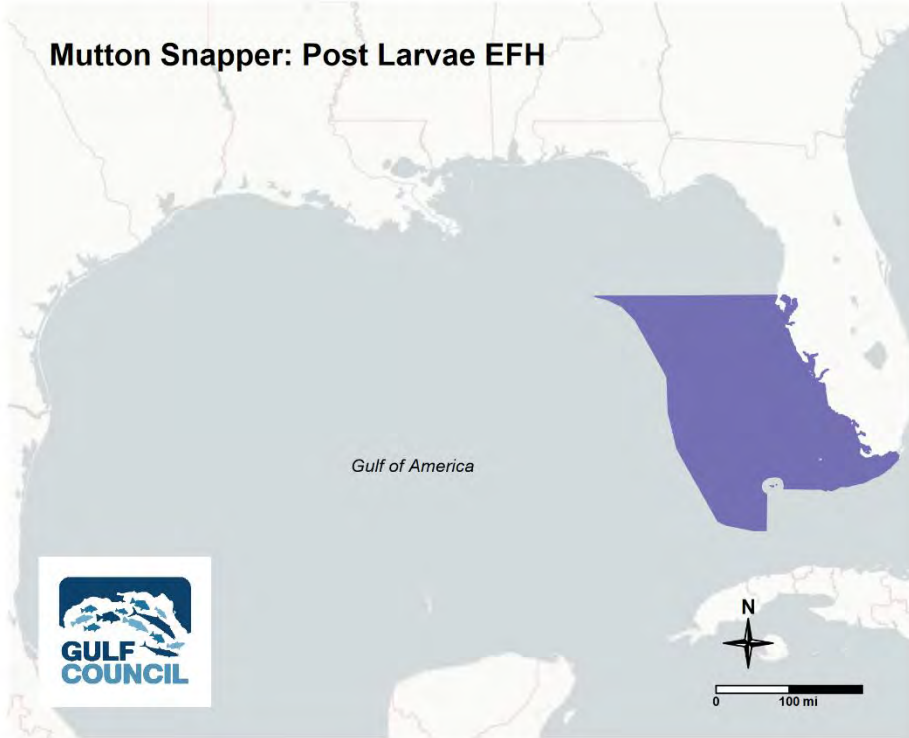 Mutton Snapper: Post Larvae EFH
Gulf of America
GULF
COUNCIL
N
0 100 mi